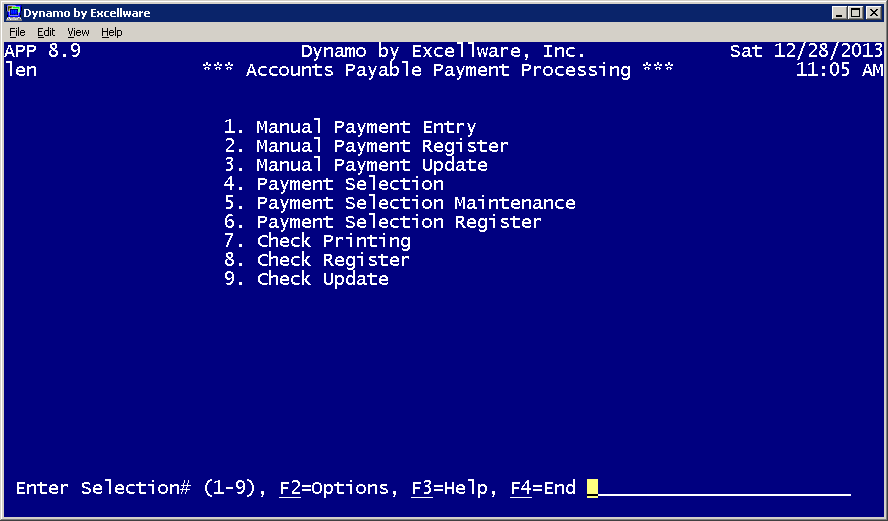 Dynamo by Excellware
File Edit View Help
APP 8.9 Dynamo by Excellware, Inc. Sat 12/28/2013
len *** Accounts Payable Payment Processing *** 11:05 AM
1. Manual Payment Entry
2. Manual Payment Register
3. Manual Payment Update
4. Payment Selection
5. Payment Selection Maintenance
6. Payment Selection Register
7. Check Printing
8. Check Register
9. Check Update
Enter Selection# (1-9), F2=Options, F3=Help, F4=End